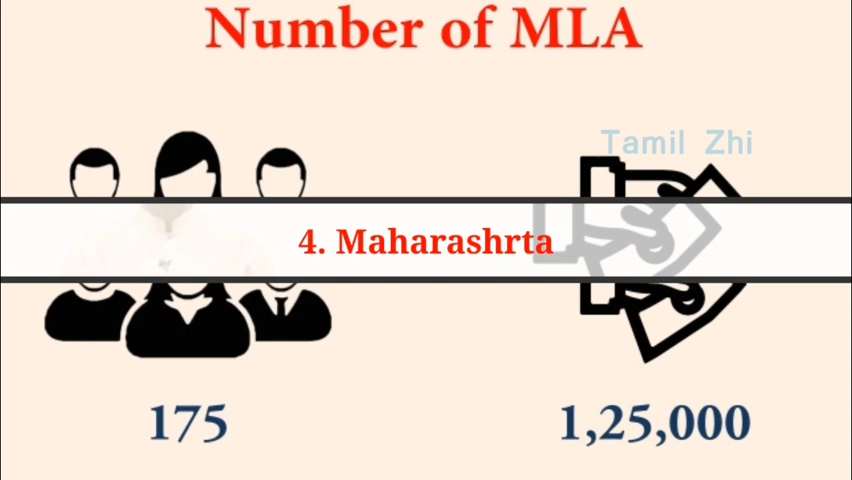 Number of MLA
Tamil Zhi
4. Maharashrta
175
1,25,000